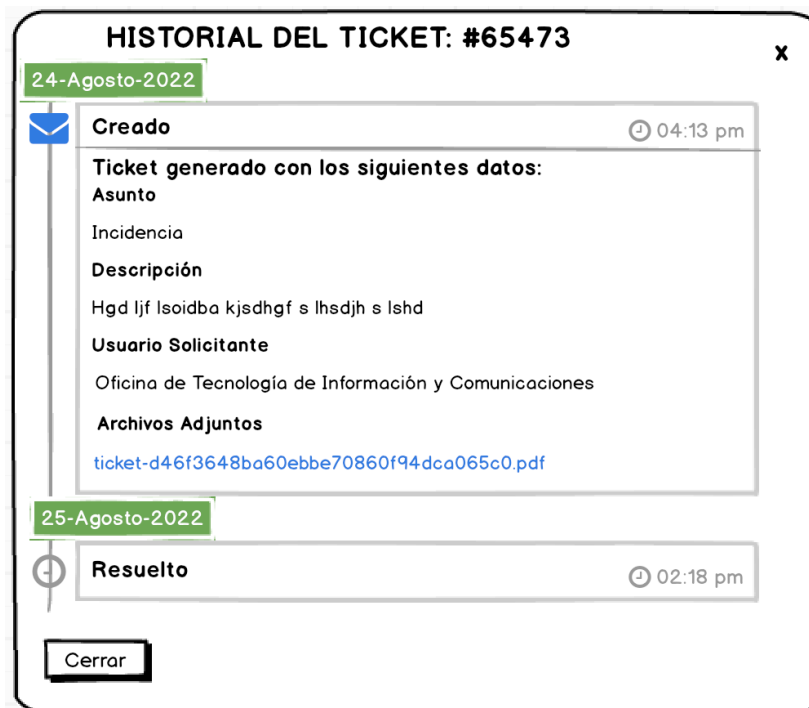 HISTORIAL DEL TICKET: #65473
x
24-Agosto-2022
Creado
04:13 pm
Ticket generado con los siguientes datos:
Asunto
Incidencia
Descripción
Hgd ljf lsoidba kjsdhgf s lhsdjh s lshd
Usuario Solicitante
Oficina de Tecnología de Información y Comunicaciones
Archivos Adjuntos
ticket-d46f3648ba60ebbe70860f94dca065c0.pdf
25-Agosto-2022
Resuelto
02:18 pm
Cerrar